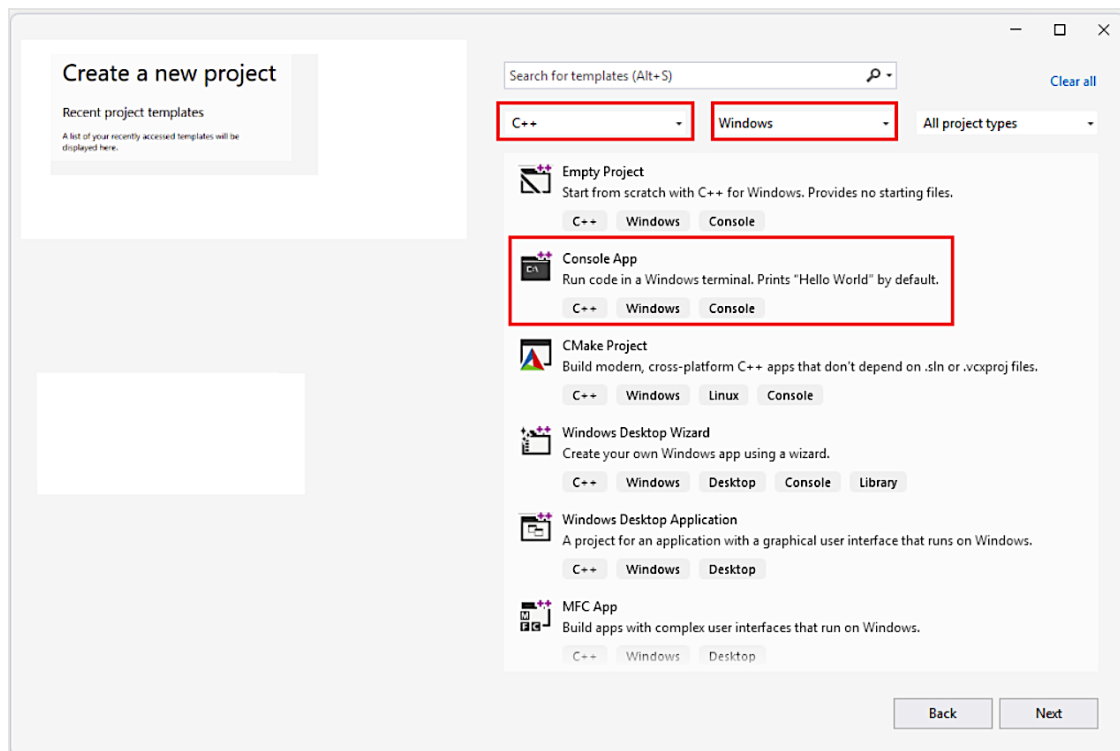 Create a new project
Recent project templates
A list of your recently accessed templates will be
displayed here.
Search for templates (Alt+S)
Clear all
C++
Windows
All project types
Empty Project
Start from scratch with C++ for Windows. Provides no starting files.
C++ Windows Console
Console App
Run code in a Windows terminal. Prints "Hello World" by default.
C++ Windows Console
CMake Project
Build modern, cross-platform C++ apps that don't depend on .sln or .vcxproj files.
C++ Windows Linux Console
Windows Desktop Wizard
Create your own Windows app using a wizard.
C++ Windows Desktop Console Library
Windows Desktop Application
A project for an application with a graphical user interface that runs on Windows.
C++ Windows Desktop
MFC App
Build apps with complex user interfaces that run on Windows.
C++ Windows Desktop
Back
Next